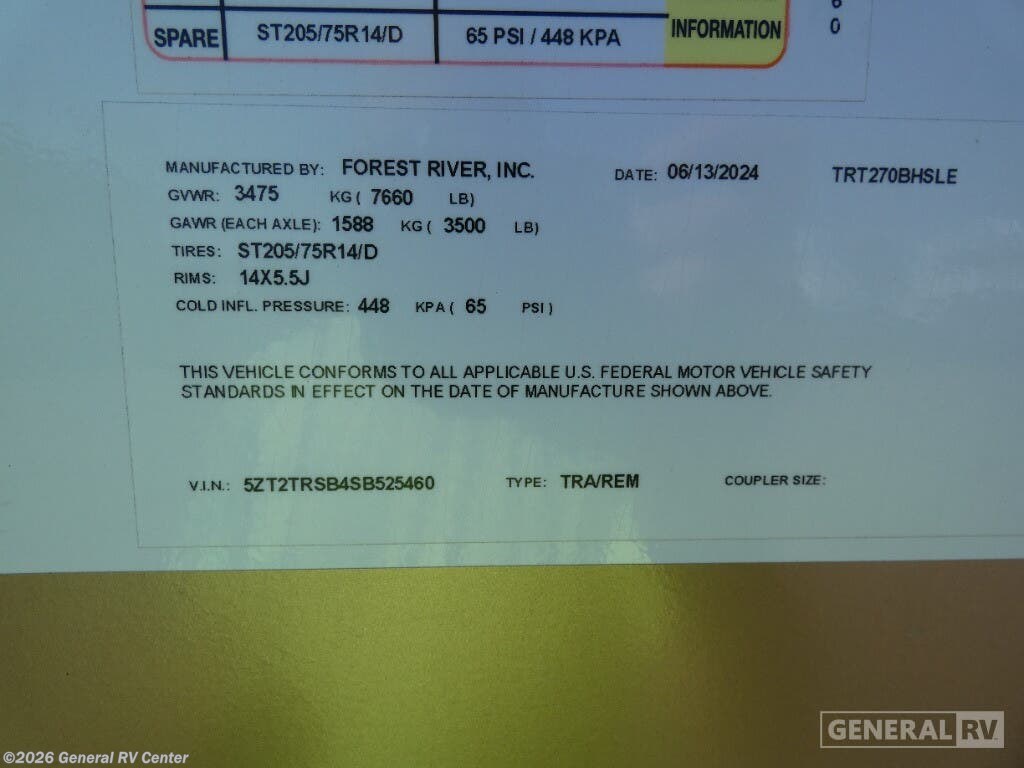 SPARE ST205/75R14/D 65 PSI / 448 KPA INFORMATION
0
MANUFACTURED BY: FOREST RIVER, INC. DATE: 06/13/2024 TRT270BHSLE
GVWR: 3475 KG ( 7660 LB)
GAWR (EACH AXLE): 1588 KG ( 3500 LB)
TIRES: ST205/75R14/D
RIMS: 14X5.5J
COLD INFL. PRESSURE: 448 KPA ( 65 PSI )
THIS VEHICLE CONFORMS TO ALL APPLICABLE U.S. FEDERAL MOTOR VEHICLE SAFETY
STANDARDS IN EFFECT ON THE DATE OF MANUFACTURE SHOWN ABOVE.
V.I.N.: 5ZT2TRSB4SB525460 TYPE: TRA/REM COUPLER SIZE:
GENERAL RV
©2026 General RV Center